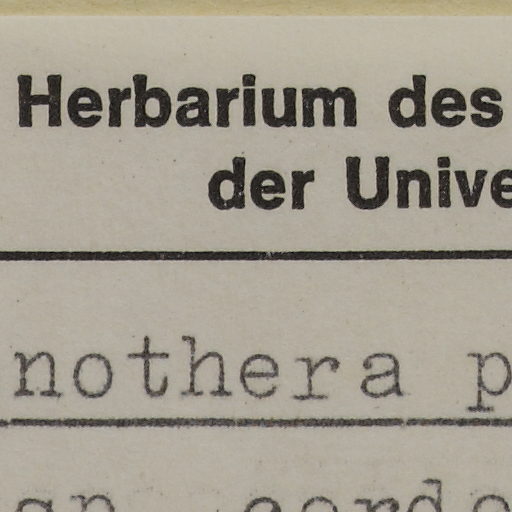 Herbarium des
der Unive
nothera p